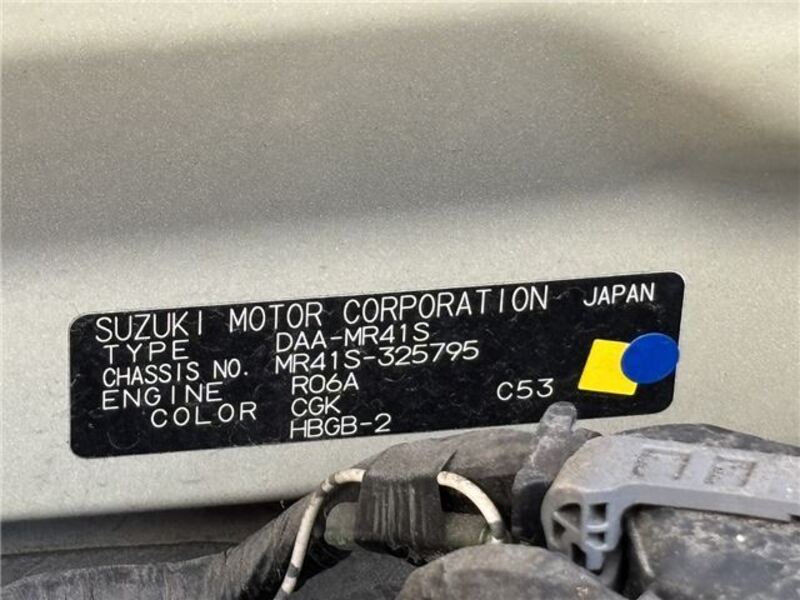 SUZUKI MOTOR CORPORATION JAPAN
TYPE DAA-MR41S
CHASSIS NO. MR41S-325795
ENGINE R06A
COLOR CGK C53
HBGB-2